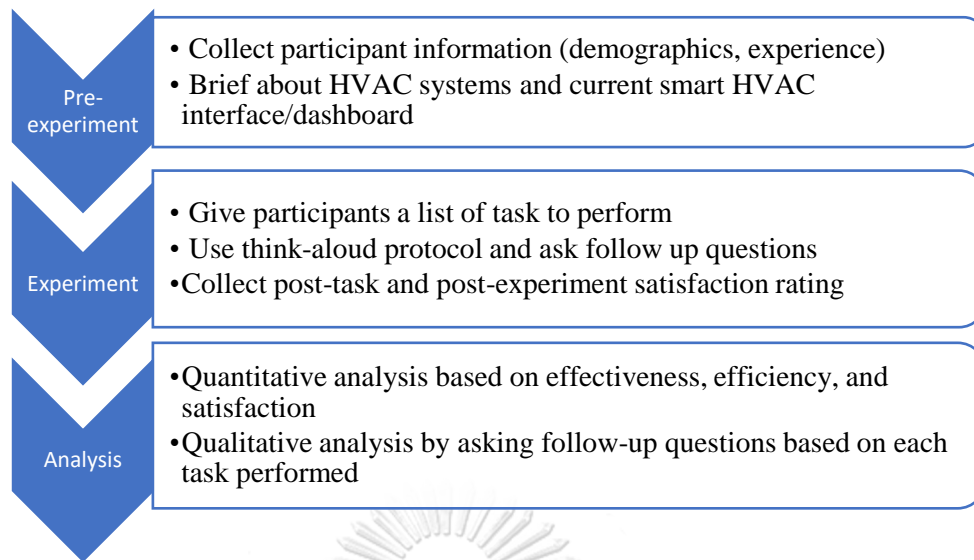 Pre-
experiment
• Collect participant information (demographics, experience)
• Brief about HVAC systems and current smart HVAC
interface/dashboard
Experiment
• Give participants a list of task to perform
• Use think-aloud protocol and ask follow up questions
•Collect post-task and post-experiment satisfaction rating
Analysis
•Quantitative analysis based on effectiveness, efficiency, and
satisfaction
•Qualitative analysis by asking follow-up questions based on each
task performed